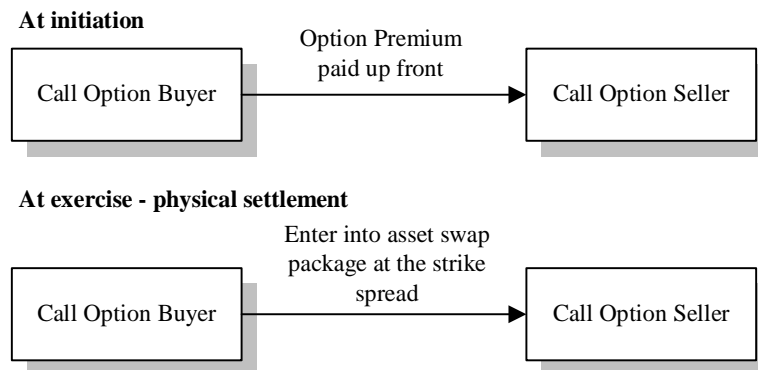 At initiation
Option Premium
paid up front
Call Option Buyer
Call Option Seller
At exercise - physical settlement
Enter into asset swap
package at the strike
spread
Call Option Buyer
Call Option Seller